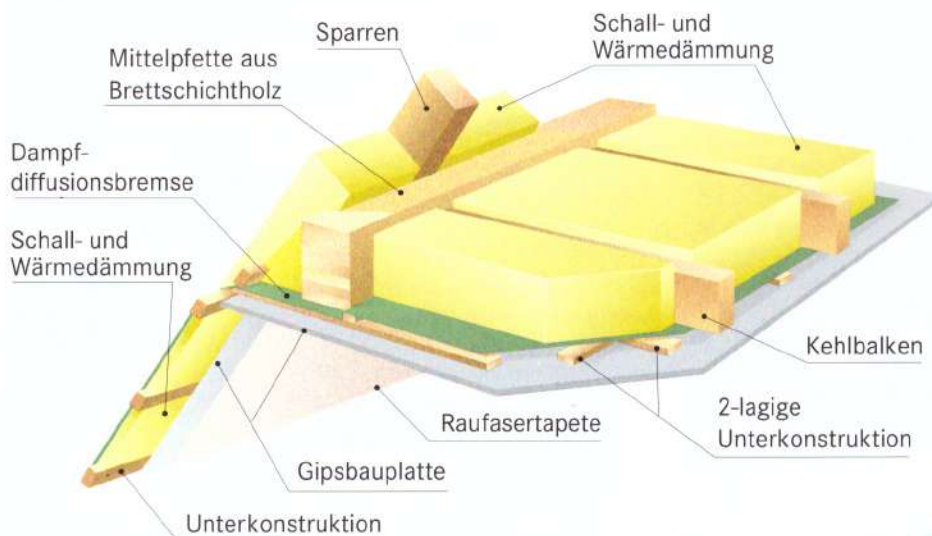 Sparren
Schall- und
Wärmedämmung
Mittelpfette aus
Brettschichtholz
Dampf-
diffusionsbremse
Schall- und
Wärmedämmung
Kehlbalken
2-lagige
Unterkonstruktion
Raufasertapete
Gipsbauplatte
Unterkonstruktion